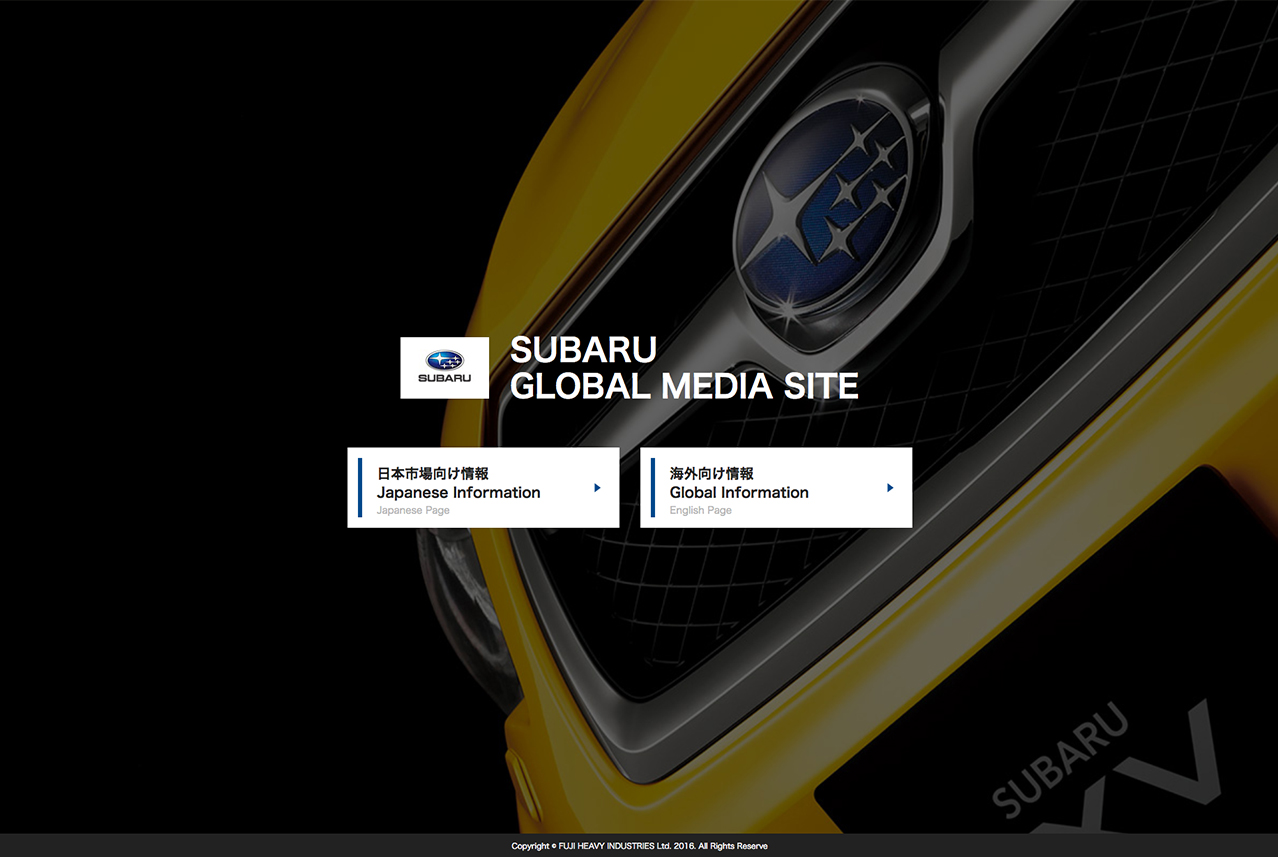 SUBARU
SUBARU
GLOBAL MEDIA SITE
日本市場向け情報
Japanese Information
Japanese Page
海外向け情報
Global Information
English Page
SUBARU
XV
Copyright © FUJI HEAVY INDUSTRIES Ltd. 2016. All Rights Reserve